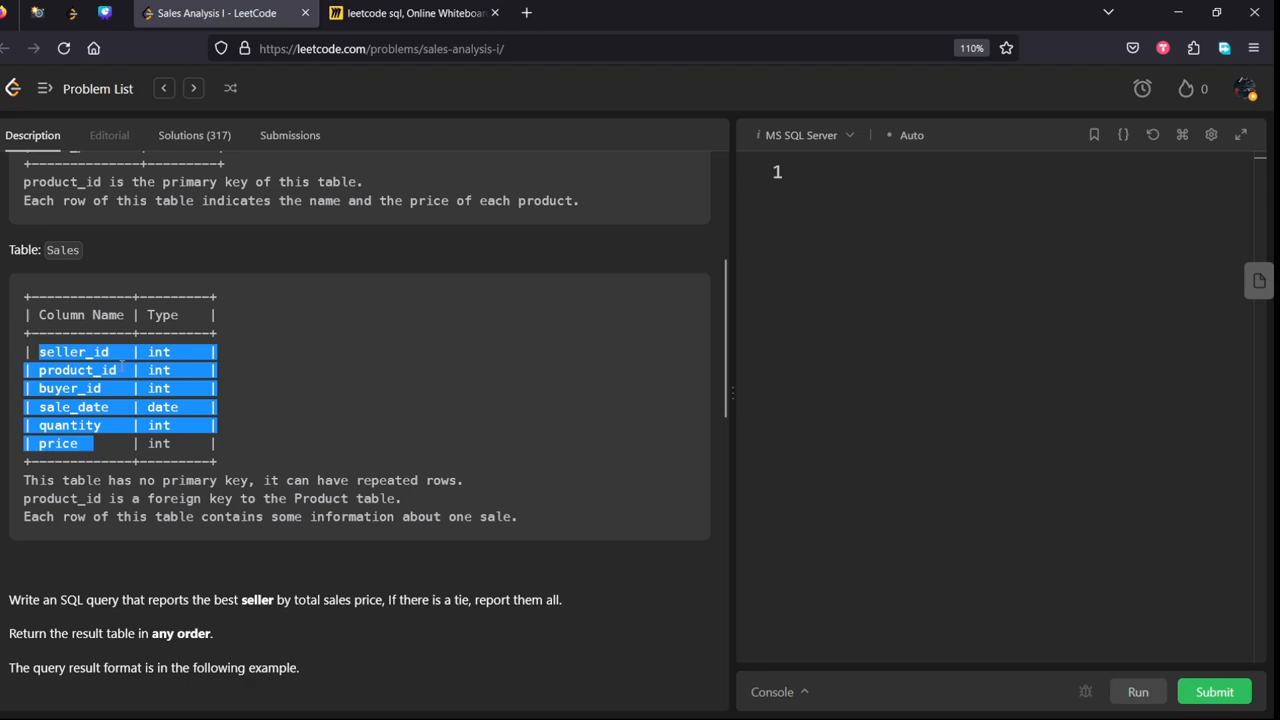 Sales Analysis I - LeetCode
leetcode sql, Online Whiteboard
https://leetcode.com/problems/sales-analysis-i/
110%
Problem List
0
Description
Editorial
Solutions (317)
Submissions
+--------------+---------+
product_id is the primary key of this table.
Each row of this table indicates the name and the price of each product.
Table: Sales
+-------------+---------+
| Column Name | Type    |
+-------------+---------+
| seller_id   | int     |
| product_id  | int     |
| buyer_id    | int     |
| sale_date   | date    |
| quantity    | int     |
| price       | int     |
+-------------+---------+
This table has no primary key, it can have repeated rows.
product_id is a foreign key to the Product table.
Each row of this table contains some information about one sale.
Write an SQL query that reports the best seller by total sales price, If there is a tie, report them all.
Return the result table in any order.
The query result format is in the following example.
i MS SQL Server
Auto
1
Console
Run
Submit